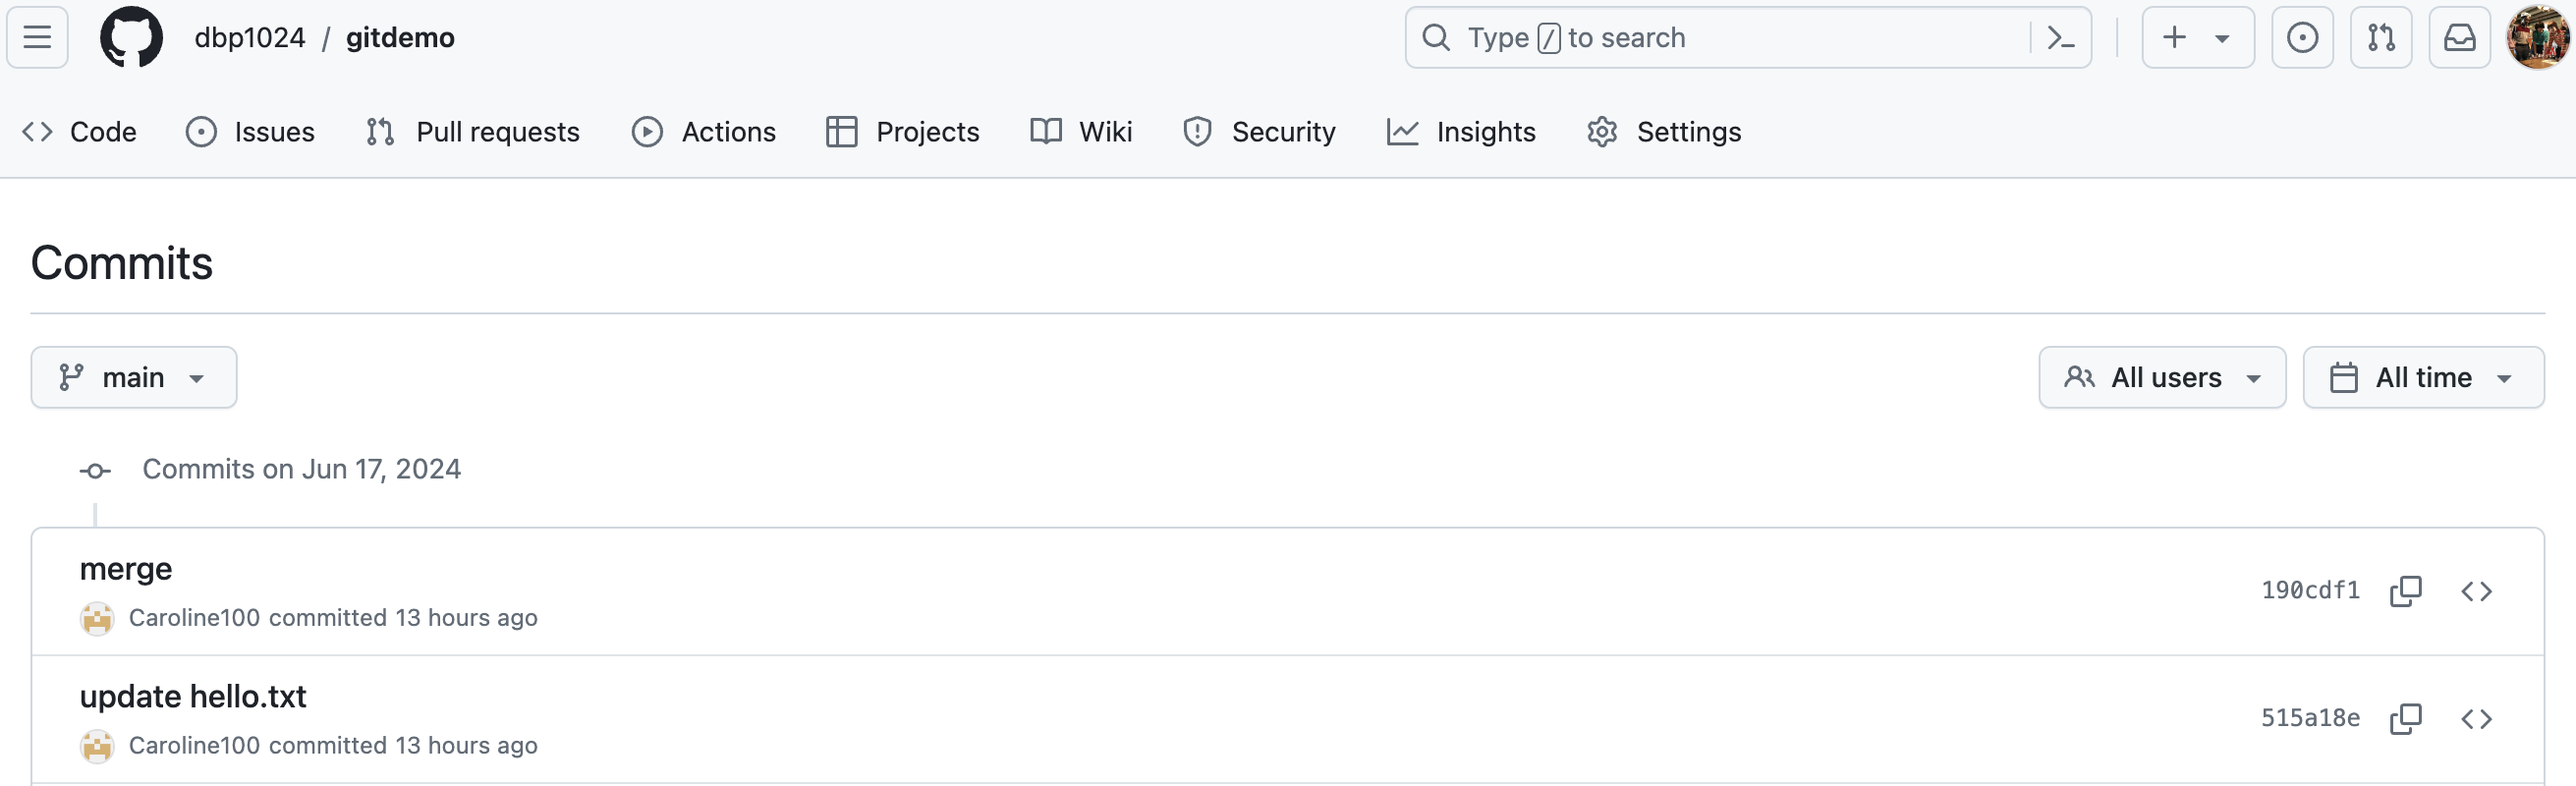 dbp1024 / gitdemo
Type / to search
Code Issues Pull requests Actions Projects Wiki Security Insights Settings
Commits
main All users All time
Commits on Jun 17, 2024
merge
190cdf1
Caroline100 committed 13 hours ago
update hello.txt
515a18e
Caroline100 committed 13 hours ago